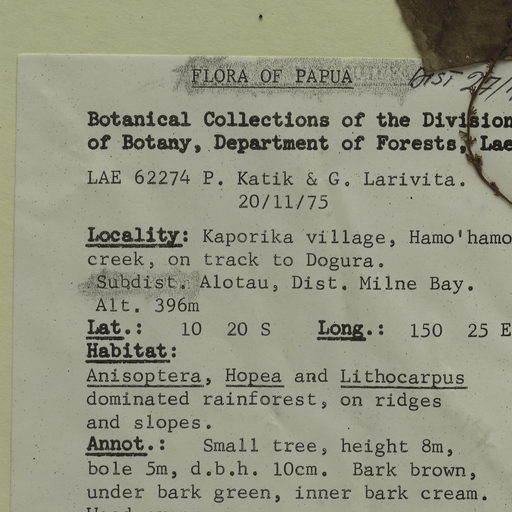 FLORA OF PAPUA
DIST 27/
Botanical Collections of the Division
of Botany, Department of Forests, Lae
LAE 62274 P. Katik & G. Larivita.
20/11/75
Locality: Kaporika village, Hamo'hamo
creek, on track to Dogura.
Subdist. Alotau, Dist. Milne Bay.
Alt. 396m
Lat.: 10 20 S Long.: 150 25 E
Habitat:
Anisoptera, Hopea and Lithocarpus
dominated rainforest, on ridges
and slopes.
Annot.: Small tree, height 8m,
bole 5m, d.b.h. 10cm. Bark brown,
under bark green, inner bark cream.